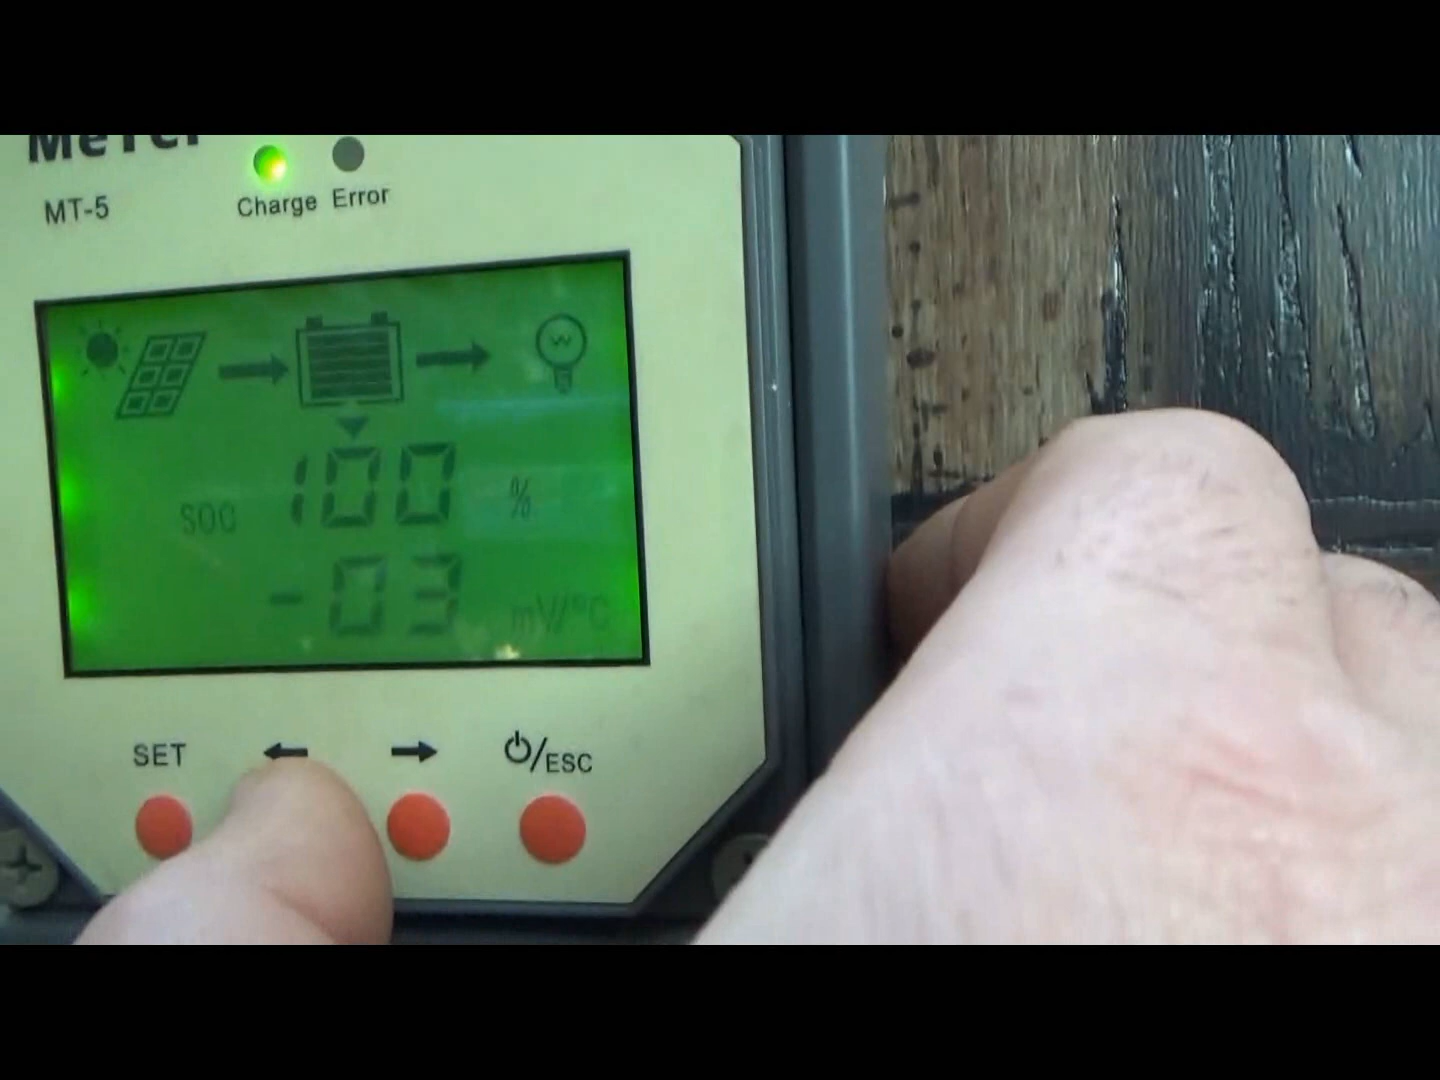 Meter
MT-5
Charge Error
SOC 100 %
-03 mV/°C
SET ← → ⏻/ESC